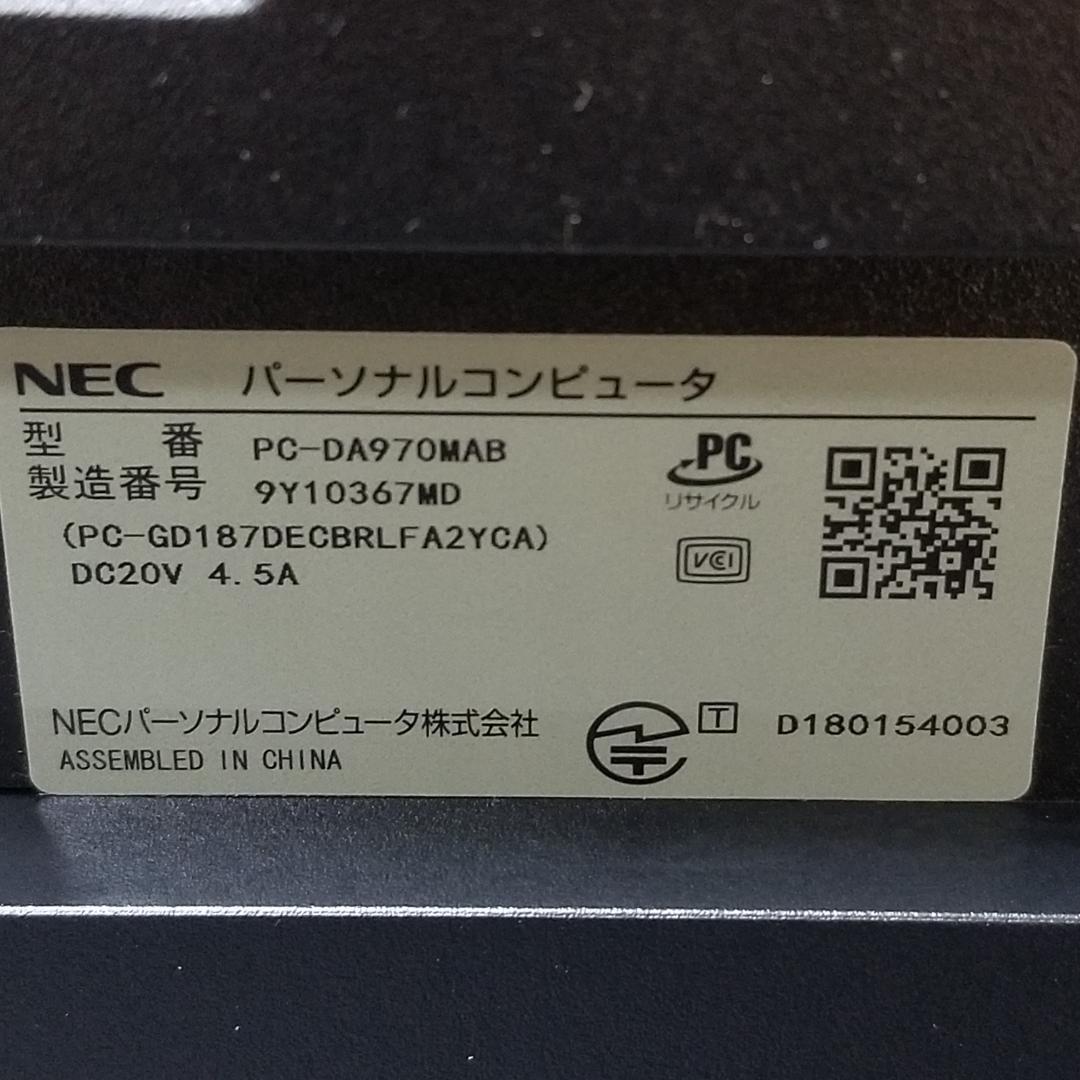 NEC パーソナルコンピュータ
型 番 PC-DA970MAB
製造番号 9Y10367MD
(PC-GD187DECBRLFA2YCA)
DC20V 4.5A
PC
リサイクル
VCI
NECパーソナルコンピュータ株式会社
ASSEMBLED IN CHINA
T D180154003